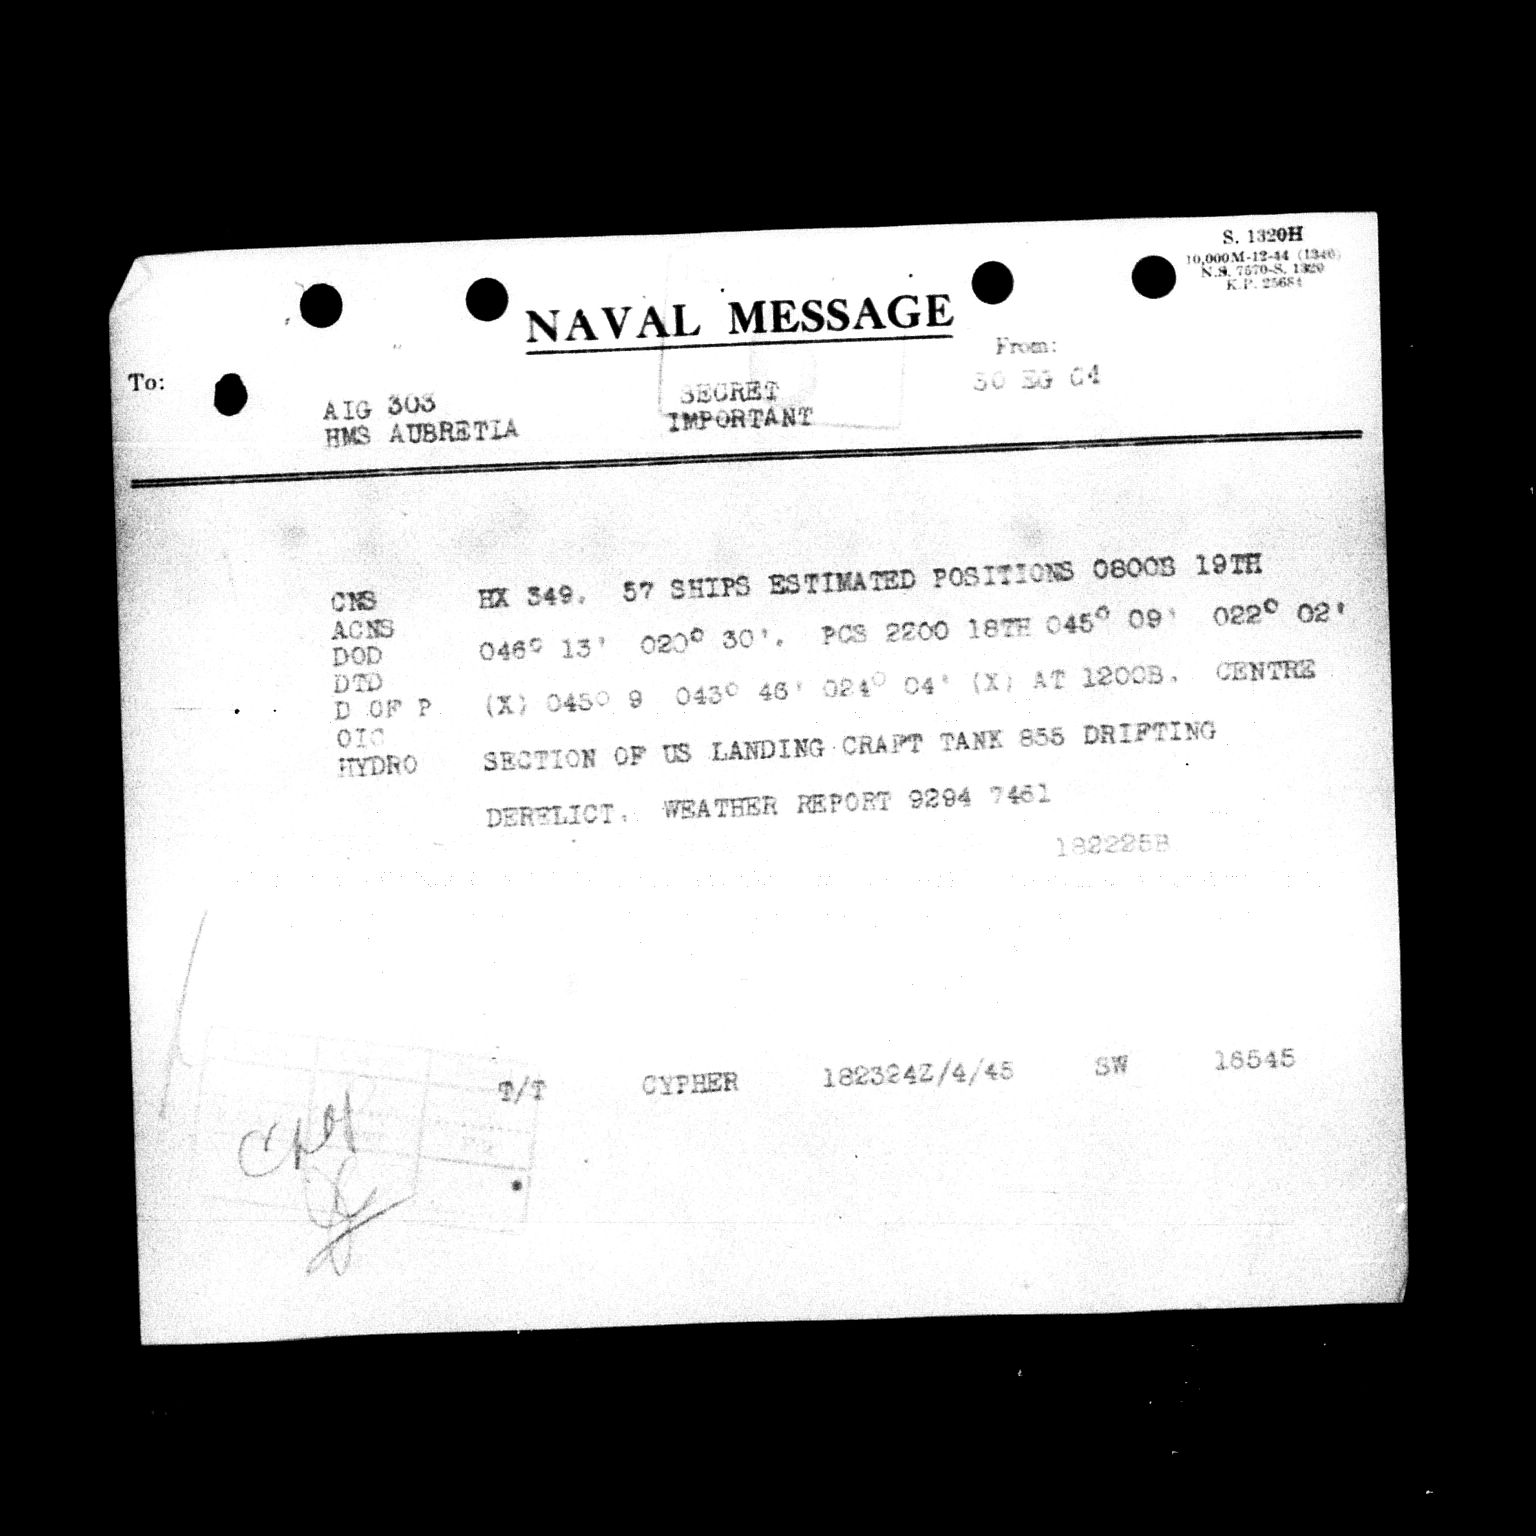 S. 1320H
10,000M-12-44 (1340)
N.S. 7570-S. 1320
K.P. 25684
NAVAL MESSAGE
To:
From:
AIG 303
HMS AUBRETIA
SECRET
IMPORTANT
30 EG 04
CNS
ACNS
DOD
DTD
D OF P
OIC
HYDRO
HX 349. 57 SHIPS ESTIMATED POSITIONS 0800B 19TH
046° 13' 020° 30'. PCS 2200 18TH 045° 09' 022° 02'
(X) 045° 9 043° 46' 024° 04' (X) AT 1200B. CENTRE
SECTION OF US LANDING CRAFT TANK 855 DRIFTING
DERELICT. WEATHER REPORT 9294 7461
182225B
T/T CYPHER 182324Z/4/45 SW 16545